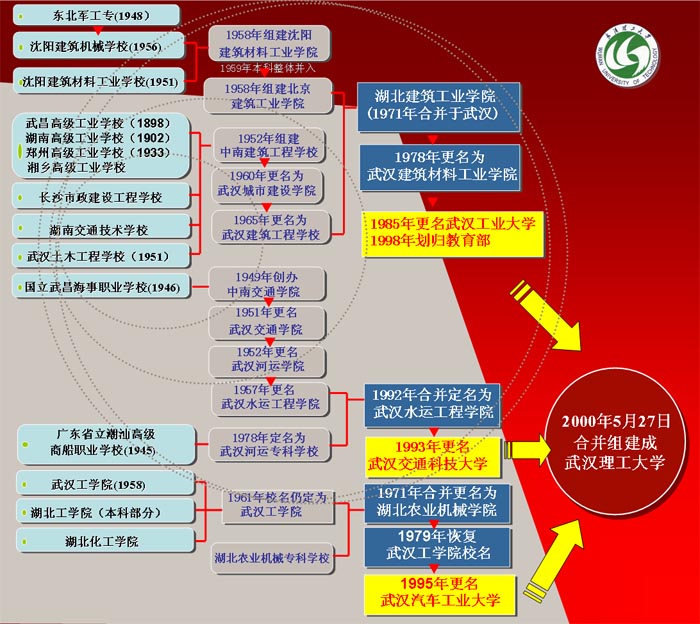 东北军工专(1948)
沈阳建筑机械学校(1956)
沈阳建筑材料工业学校(1951)
1958年组建沈阳
建筑材料工业学院
1959年本科整体并入
1958年组建北京
建筑工业学院
武昌高级工业学校(1898)
湖南高级工业学校(1902)
郑州高级工业学校(1933)
湘乡高级工业学校
长沙市政建设工程学校
湖南交通技术学校
武汉土木工程学校(1951)
1952年组建
中南建筑工程学校
1960年更名为
武汉城市建设学院
1965年更名为
武汉建筑工程学校
湖北建筑工业学院
(1971年合并于武汉)
1978年更名为
武汉建筑材料工业学院
1985年更名武汉工业大学
1998年划归教育部
国立武昌海事职业学校(1946)
1949年创办
中南交通学院
1951年更名
武汉交通学院
1952年更名
武汉河运学院
1957年更名
武汉水运工程学院
广东省立潮汕高级
商船职业学校(1945)
1978年定名为
武汉河运专科学校
1992年合并定名为
武汉水运工程学院
1993年更名
武汉交通科技大学
武汉工学院(1958)
湖北工学院(本科部分)
湖北化工学院
1961年校名仍定为
武汉工学院
湖北农业机械专科学校
1971年合并更名为
湖北农业机械学院
1979年恢复
武汉工学院校名
1995年更名
武汉汽车工业大学
2000年5月27日
合并组建成
武汉理工大学
武汉理工大学
WUHAN UNIVERSITY OF TECHNOLOGY